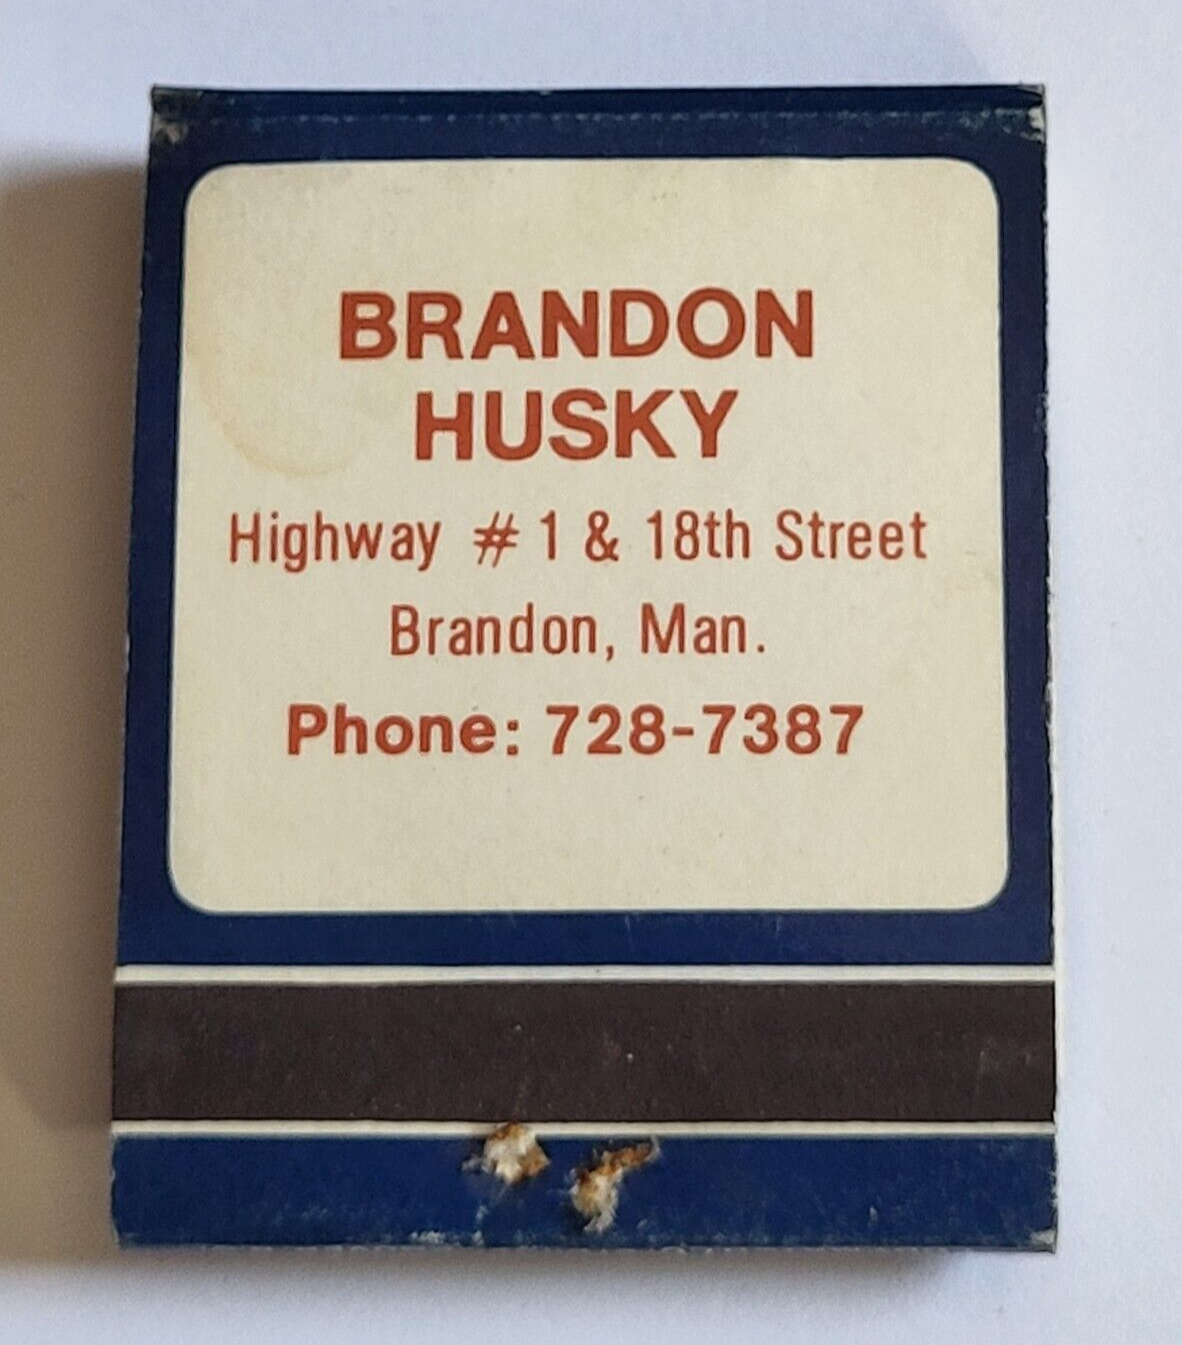 BRANDON
HUSKY
Highway # 1 & 18th Street
Brandon, Man.
Phone: 728-7387